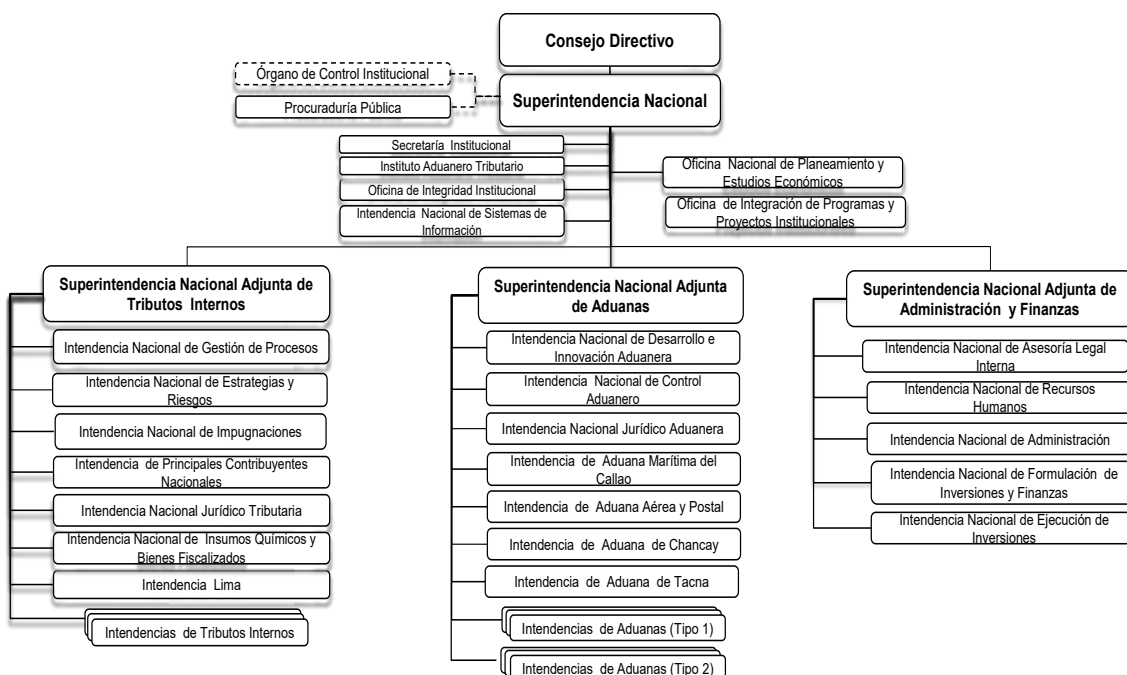 Consejo Directivo
Órgano de Control Institucional
Superintendencia Nacional
Procuraduría Pública
Secretaría Institucional
Instituto Aduanero Tributario
Oficina de Integridad Institucional
Intendencia Nacional de Sistemas de
Información
Oficina Nacional de Planeamiento y
Estudios Económicos
Oficina de Integración de Programas y
Proyectos Institucionales
Superintendencia Nacional Adjunta de
Tributos Internos
Intendencia Nacional de Gestión de Procesos
Intendencia Nacional de Estrategias y
Riesgos
Intendencia Nacional de Impugnaciones
Intendencia de Principales Contribuyentes
Nacionales
Intendencia Nacional Jurídico Tributaria
Intendencia Nacional de Insumos Químicos y
Bienes Fiscalizados
Intendencia Lima
Intendencias de Tributos Internos
Superintendencia Nacional Adjunta
de Aduanas
Intendencia Nacional de Desarrollo e
Innovación Aduanera
Intendencia Nacional de Control
Aduanero
Intendencia Nacional Jurídico Aduanera
Intendencia de Aduana Marítima del
Callao
Intendencia de Aduana Aérea y Postal
Intendencia de Aduana de Chancay
Intendencia de Aduana de Tacna
Intendencias de Aduanas (Tipo 1)
Intendencias de Aduanas (Tipo 2)
Superintendencia Nacional Adjunta de
Administración y Finanzas
Intendencia Nacional de Asesoría Legal
Interna
Intendencia Nacional de Recursos
Humanos
Intendencia Nacional de Administración
Intendencia Nacional de Formulación de
Inversiones y Finanzas
Intendencia Nacional de Ejecución de
Inversiones